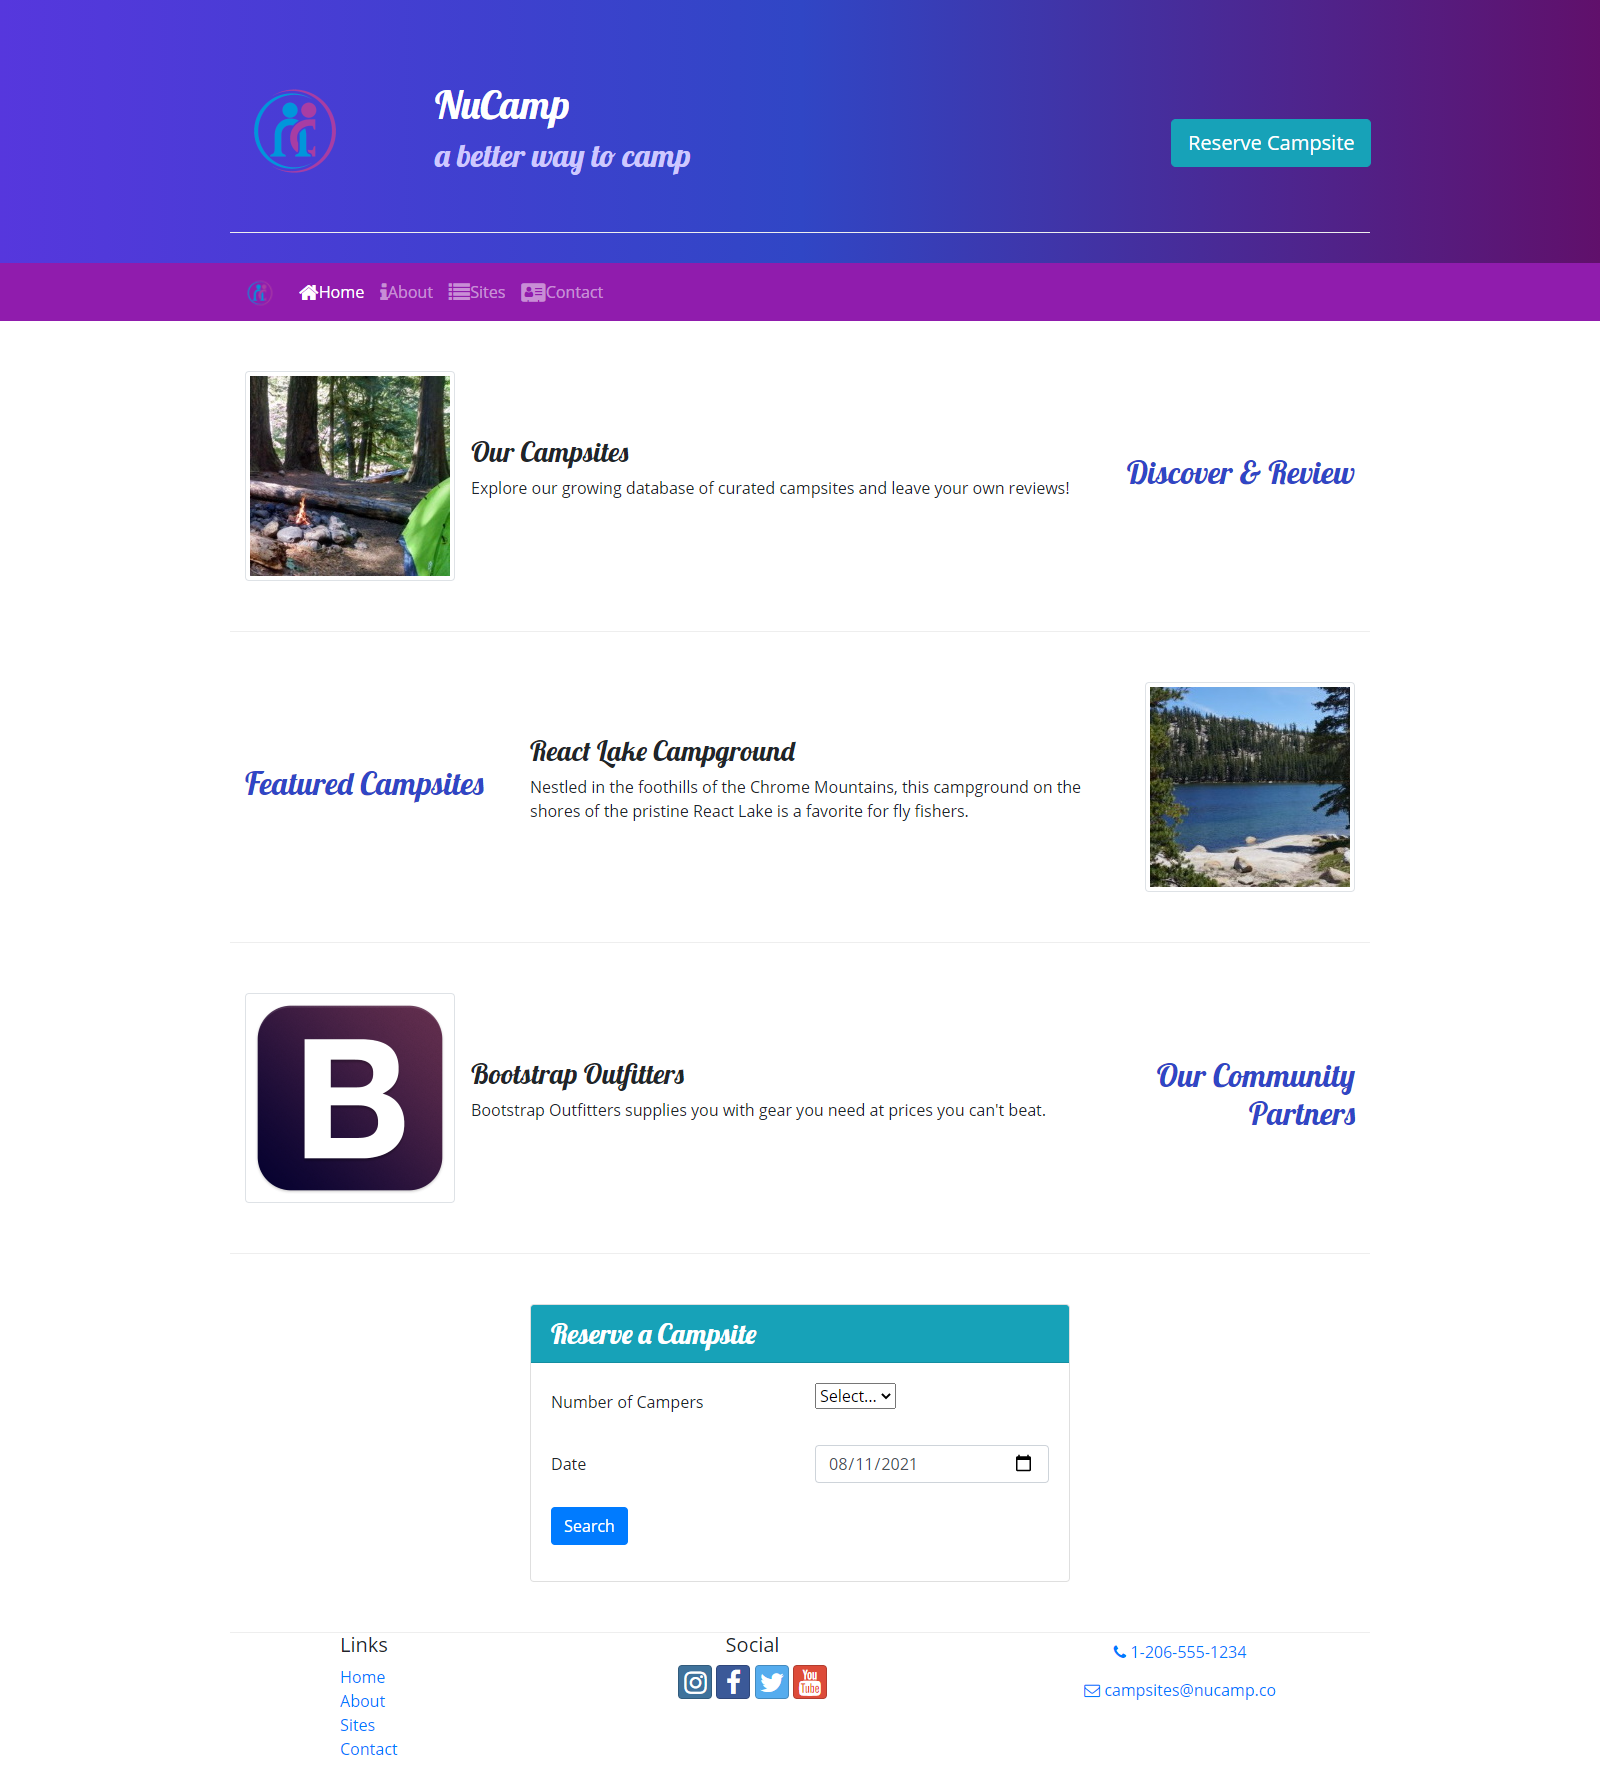 NuCamp
a better way to camp
Reserve Campsite
Home About Sites Contact
Our Campsites
Explore our growing database of curated campsites and leave your own reviews!
Discover & Review
Featured Campsites
React Lake Campground
Nestled in the foothills of the Chrome Mountains, this campground on the
shores of the pristine React Lake is a favorite for fly fishers.
B
Bootstrap Outfitters
Bootstrap Outfitters supplies you with gear you need at prices you can't beat.
Our Community
Partners
Reserve a Campsite
Number of Campers
Select...
Date
08/11/2021
Search
Links
Home
About
Sites
Contact
Social
You
Tube
1-206-555-1234
campsites@nucamp.co